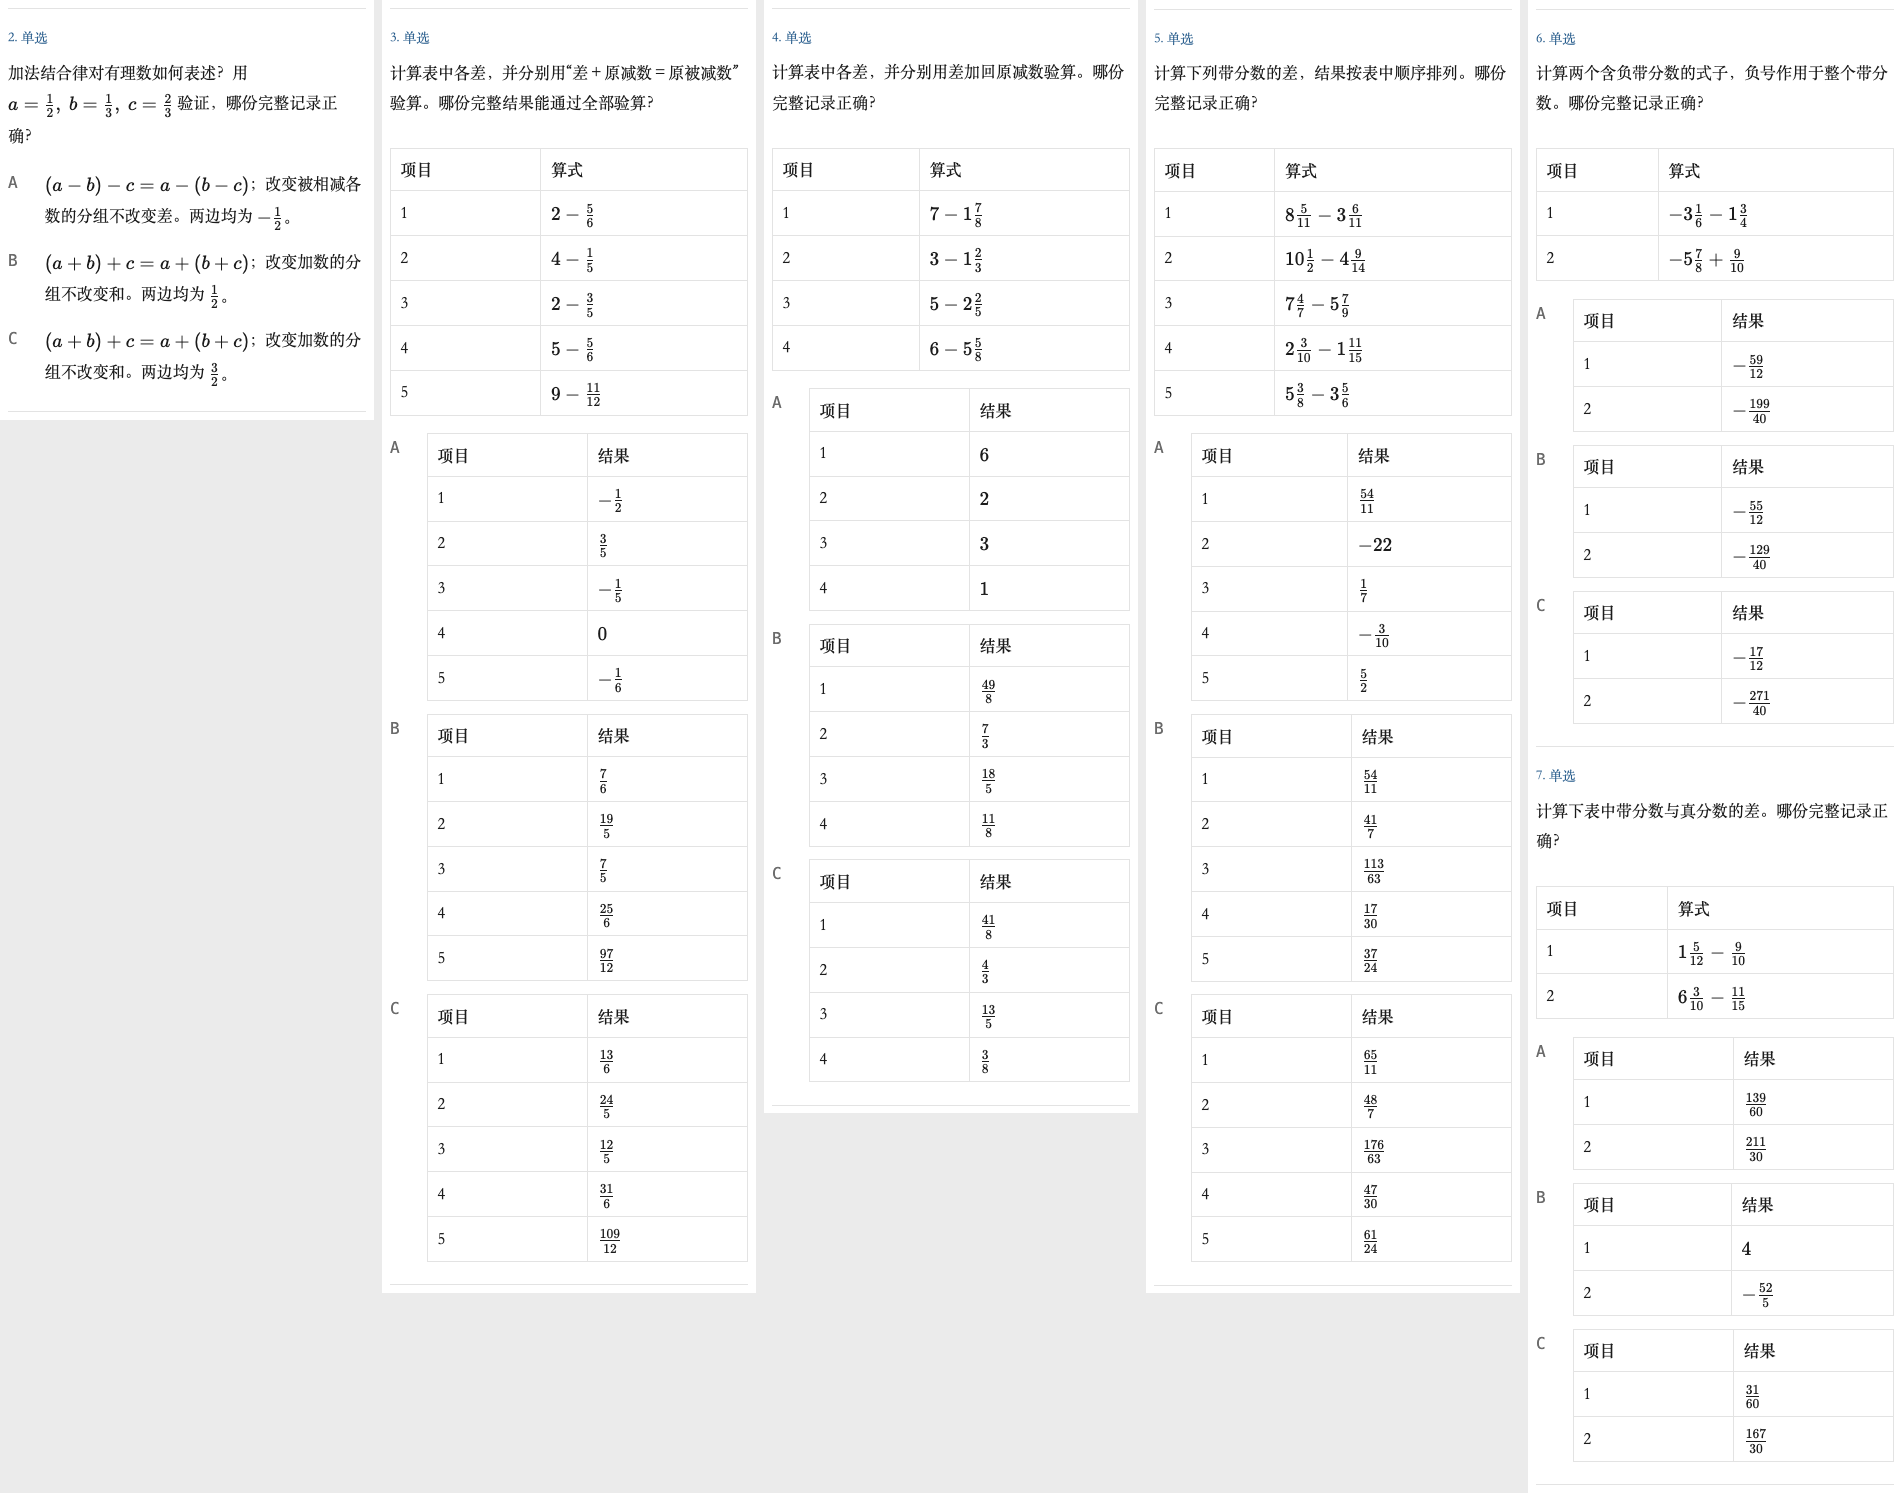 2. 单选
加法结合律对有理数如何表述？用
a = 1/2, b = 1/3, c = 2/3 验证，哪份完整记录正
确？
A (a − b) − c = a − (b − c)；改变被相减各
数的分组不改变差。两边均为 −1/2。
B (a + b) + c = a + (b + c)；改变加数的分
组不改变和。两边均为 1/2。
C (a + b) + c = a + (b + c)；改变加数的分
组不改变和。两边均为 3/2。
3. 单选
计算表中各差，并分别用“差 + 原减数 = 原被减数”
验算。哪份完整结果能通过全部验算？
项目 算式
1 2 − 5/6
2 4 − 1/5
3 2 − 3/5
4 5 − 5/6
5 9 − 11/12
A 项目 结果
1 −1/2
2 3/5
3 −1/5
4 0
5 −1/6
B 项目 结果
1 7/6
2 19/5
3 7/5
4 25/6
5 97/12
C 项目 结果
1 13/6
2 24/5
3 12/5
4 31/6
5 109/12
4. 单选
计算表中各差，并分别用差加回原减数验算。哪份
完整记录正确？
项目 算式
1 7 − 1 7/8
2 3 − 1 2/3
3 5 − 2 2/5
4 6 − 5 5/8
A 项目 结果
1 6
2 2
3 3
4 1
B 项目 结果
1 49/8
2 7/3
3 18/5
4 11/8
C 项目 结果
1 41/8
2 4/3
3 13/5
4 3/8
5. 单选
计算下列带分数的差，结果按表中顺序排列。哪份
完整记录正确？
项目 算式
1 8 5/11 − 3 6/11
2 10 1/2 − 4 9/14
3 7 4/7 − 5 7/9
4 2 3/10 − 1 11/15
5 5 3/8 − 3 5/6
A 项目 结果
1 54/11
2 −22
3 1/7
4 −3/10
5 5/2
B 项目 结果
1 54/11
2 41/7
3 113/63
4 17/30
5 37/24
C 项目 结果
1 65/11
2 48/7
3 176/63
4 47/30
5 61/24
6. 单选
计算两个含负带分数的式子，负号作用于整个带分
数。哪份完整记录正确？
项目 算式
1 −3 1/6 − 1 3/4
2 −5 7/8 + 9/10
A 项目 结果
1 −59/12
2 −199/40
B 项目 结果
1 −55/12
2 −129/40
C 项目 结果
1 −17/12
2 −271/40
7. 单选
计算下表中带分数与真分数的差。哪份完整记录正
确？
项目 算式
1 1 5/12 − 9/10
2 6 3/10 − 11/15
A 项目 结果
1 139/60
2 211/30
B 项目 结果
1 4
2 −52/5
C 项目 结果
1 31/60
2 167/30